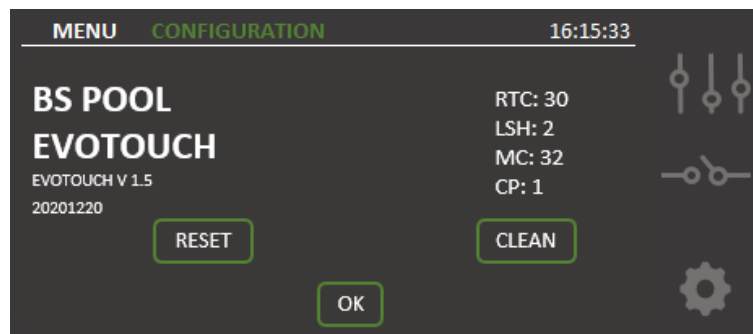 MENU CONFIGURATION 16:15:33
BS POOL
EVOTOUCH
EVOTOUCH V 1.5
20201220
RTC: 30
LSH: 2
MC: 32
CP: 1
RESET CLEAN
OK